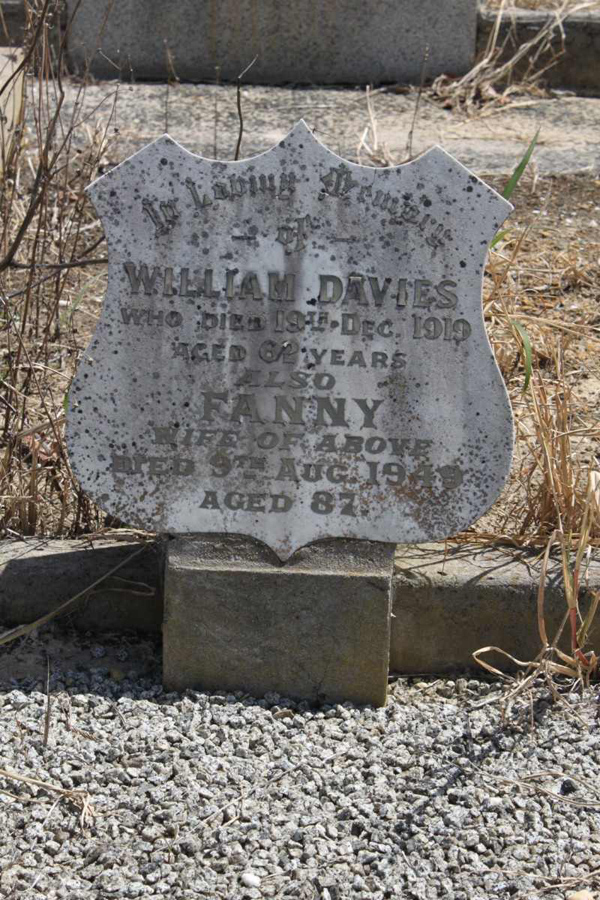 In Loving Memory
— of —
WILLIAM DAVIES
WHO DIED 19TH DEC. 1919
AGED 62 YEARS
ALSO
FANNY
WIFE OF ABOVE
DIED 9TH AUG. 1949
AGED 87.